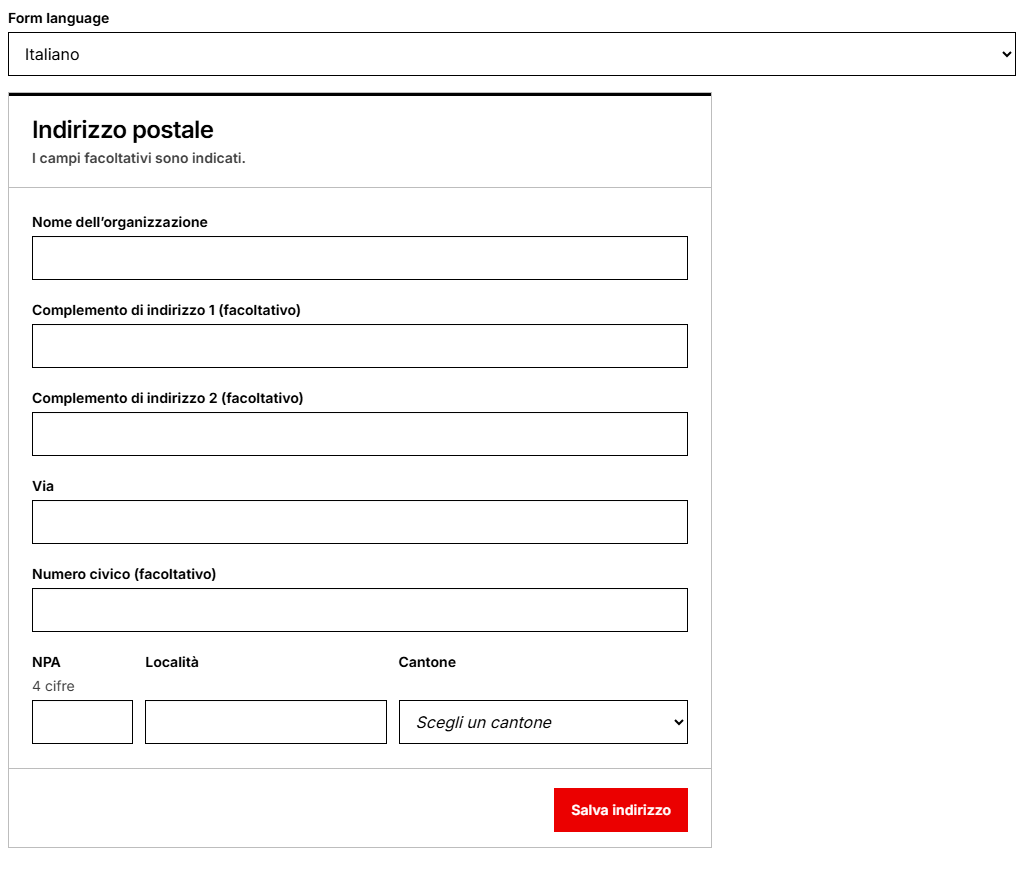 Form language
Italiano
Indirizzo postale
I campi facoltativi sono indicati.
Nome dell’organizzazione
Complemento di indirizzo 1 (facoltativo)
Complemento di indirizzo 2 (facoltativo)
Via
Numero civico (facoltativo)
NPA
Località
Cantone
4 cifre
Scegli un cantone
Salva indirizzo